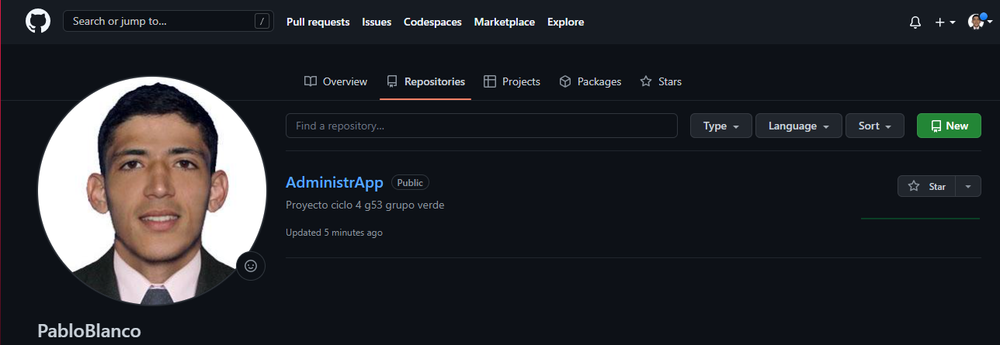 Search or jump to... / Pull requests Issues Codespaces Marketplace Explore
Overview Repositories Projects Packages Stars
Find a repository... Type Language Sort New
AdministrApp Public Star
Proyecto ciclo 4 g53 grupo verde
Updated 5 minutes ago
PabloBlanco